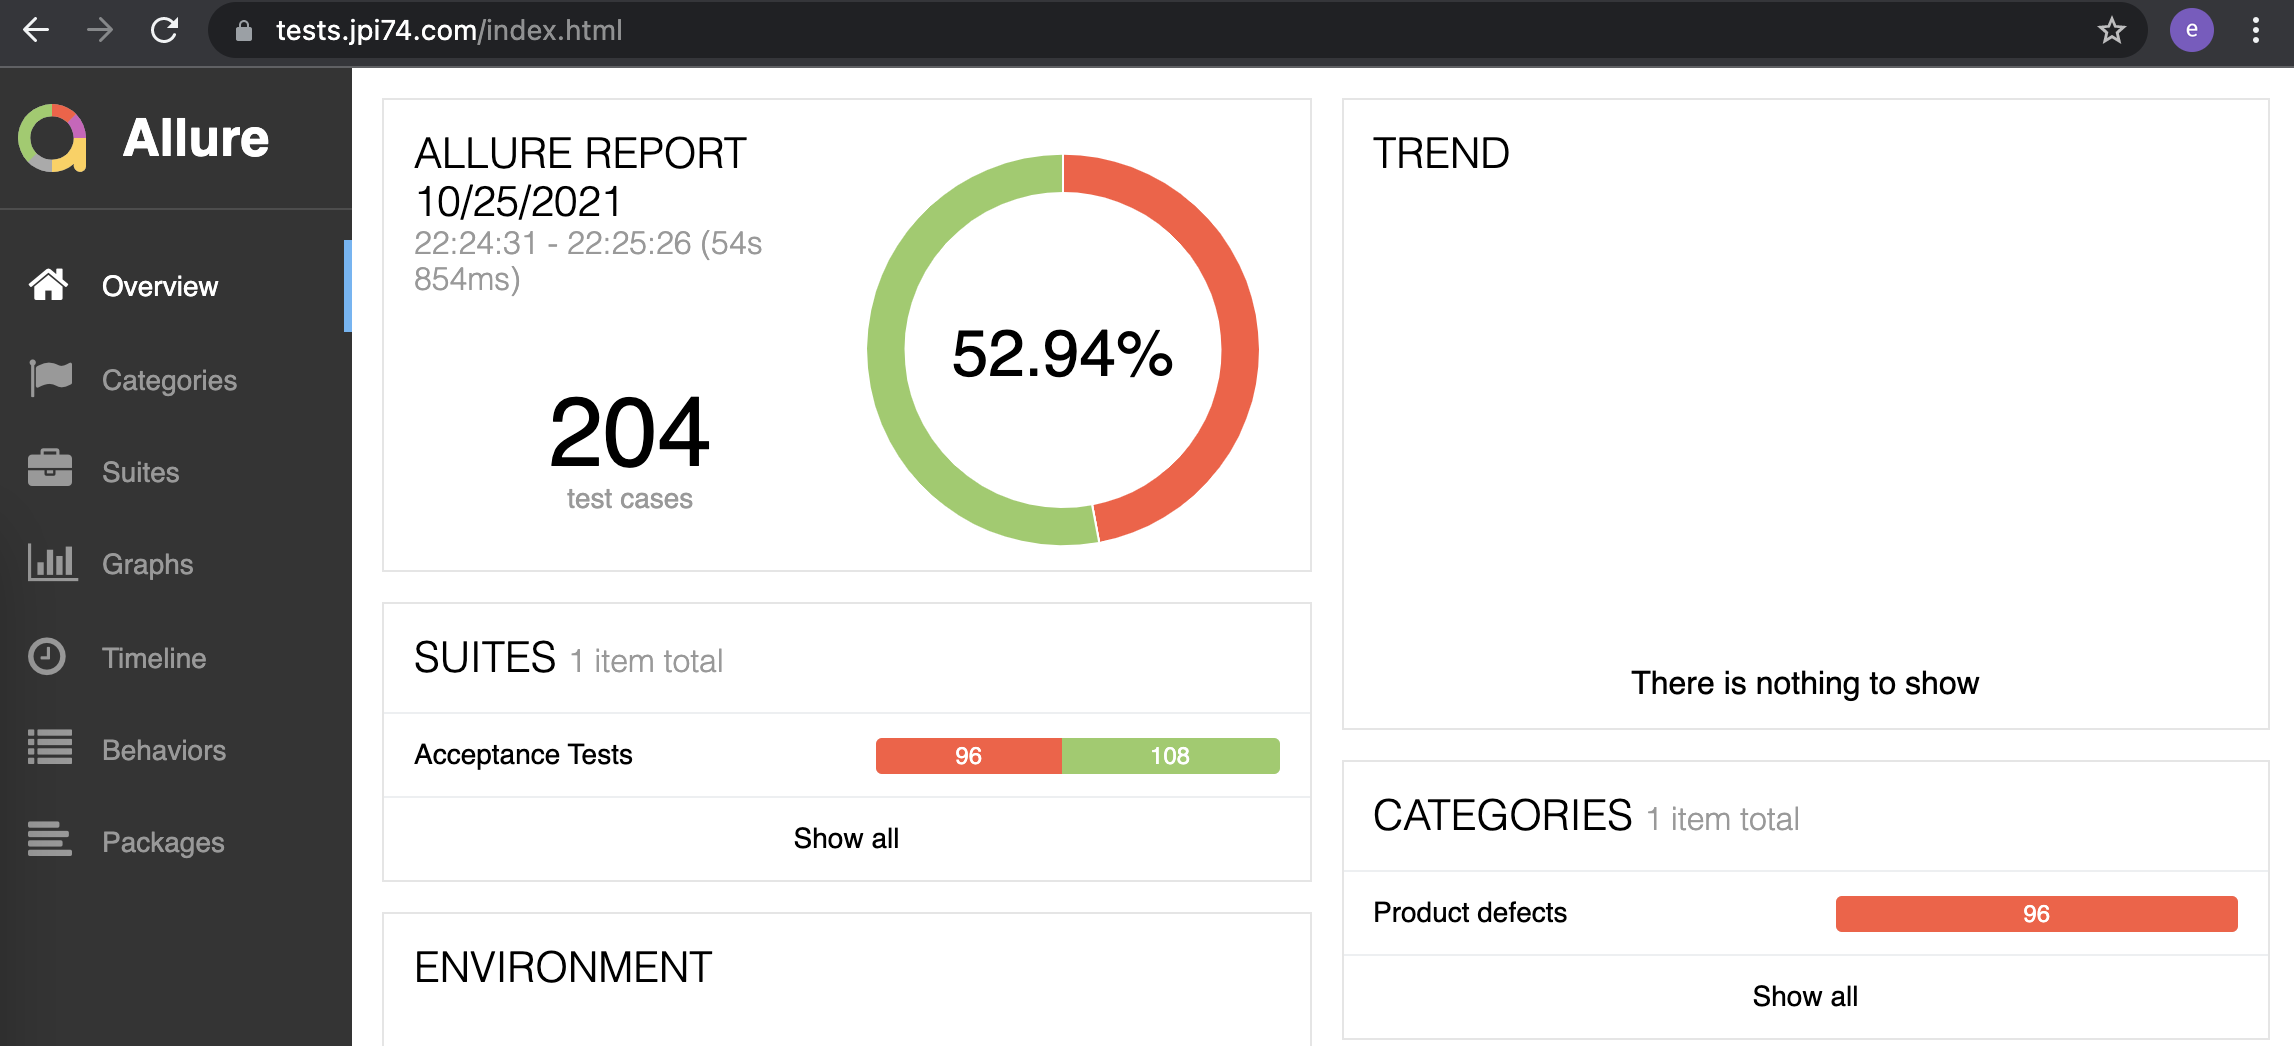 tests.jpi74.com/index.html
e
Allure
Overview
Categories
Suites
Graphs
Timeline
Behaviors
Packages
ALLURE REPORT
10/25/2021
22:24:31 - 22:25:26 (54s
854ms)
204
test cases
52.94%
SUITES 1 item total
Acceptance Tests 96 108
Show all
ENVIRONMENT
TREND
There is nothing to show
CATEGORIES 1 item total
Product defects 96
Show all